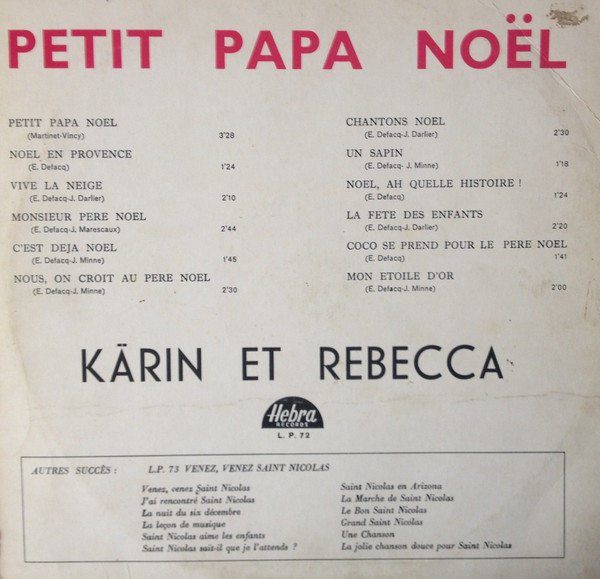 PETIT PAPA NOËL
PETIT PAPA NOEL
(Martinet-Vincy) 3'28
NOEL EN PROVENCE
(E. Defacq) 1'24
VIVE LA NEIGE
(E. Defacq-J. Darlier) 2'10
MONSIEUR PERE NOEL
(E. Defacq-J. Marescaux) 2'44
C'EST DEJA NOEL
(E. Defacq-J. Minne) 1'45
NOUS, ON CROIT AU PERE NOEL
(E. Defacq-J. Minne) 2'30
CHANTONS NOEL
(E. Defacq-J. Darlier) 2'30
UN SAPIN
(E. Defacq- J. Minne) 1'18
NOEL, AH QUELLE HISTOIRE !
(E. Defacq) 1'24
LA FETE DES ENFANTS
(E. Defacq-J. Darlier) 2'20
COCO SE PREND POUR LE PERE NOEL
(E. Defacq) 1'41
MON ETOILE D'OR
(E. Defacq-J. Minne) 2'00
KÄRIN ET REBECCA
Hebra
RECORDS
L. P. 72
AUTRES SUCCÈS : L.P. 73 VENEZ, VENEZ SAINT NICOLAS
Venez, venez Saint Nicolas
J'ai rencontré Saint Nicolas
La nuit du six décembre
La leçon de musique
Saint Nicolas aime les enfants
Saint Nicolas sait-il que je l'attends ?
Saint Nicolas en Arizona
La Marche de Saint Nicolas
Le Bon Saint Nicolas
Grand Saint Nicolas
Une Chanson
La jolie chanson douce pour Saint Nicolas